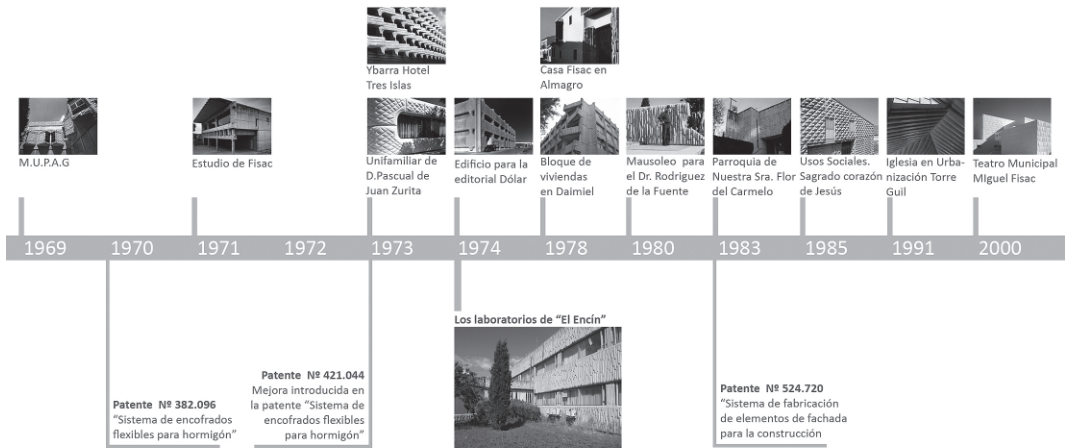 Ybarra Hotel
Tres Islas
Casa Fisac en
Almagro
M.U.P.A.G
Estudio de Fisac
Unifamiliar de
D.Pascual de
Juan Zurita
Edificio para la
editorial Dólar
Bloque de
viviendas
en Daimiel
Mausoleo para
el Dr. Rodriguez
de la Fuente
Parroquia de
Nuestra Sra. Flor
del Carmelo
Usos Sociales.
Sagrado corazón
de Jesús
Iglesia en Urba-
nización Torre
Guil
Teatro Municipal
Miguel Fisac
1969 1970 1971 1972 1973 1974 1978 1980 1983 1985 1991 2000
Los laboratorios de “El Encín”
Patente Nº 382.096
“Sistema de encofrados
flexibles para hormigón”
Patente Nº 421.044
Mejora introducida en
la patente “Sistema de
encofrados flexibles
para hormigón”
Patente Nº 524.720
“Sistema de fabricación
de elementos de fachada
para la construcción